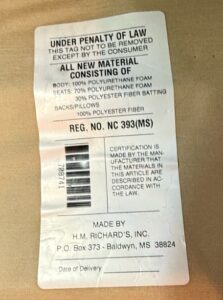 UNDER PENALTY OF LAW
THIS TAG NOT TO BE REMOVED
EXCEPT BY THE CONSUMER
ALL NEW MATERIAL
CONSISTING OF
BODY: 100% POLYURETHANE FOAM
SEATS: 70% POLYURETHANE FOAM
30% POLYESTER FIBER BATTING
BACKS/PILLOWS
100% POLYESTER FIBER
REG. NO. NC 393(MS)
CERTIFICATION IS
MADE BY THE MAN-
UFACTURER THAT
THE MATERIALS IN
THIS ARTICLE ARE
DESCRIBED IN AC-
CORDANCE WITH
THE LAW.
MADE BY
H.M. RICHARD'S, INC.
P.O. BOX 373 - Baldwyn, MS 38824
Date of Delivery